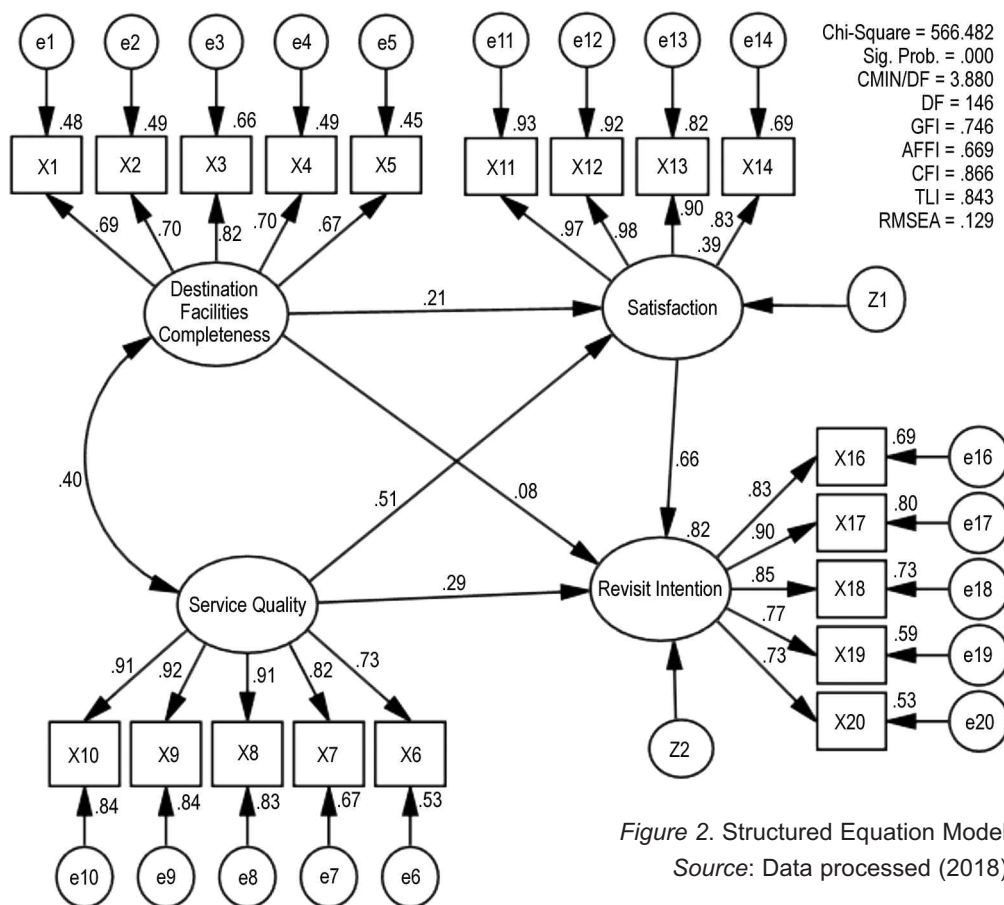 e1 e2 e3 e4 e5 e11 e12 e13 e14
Chi-Square = 566.482
Sig. Prob. = .000
CMIN/DF = 3.880
DF = 146
GFI = .746
AFFI = .669
CFI = .866
TLI = .843
RMSEA = .129
.48 .49 .66 .49 .45 .93 .92 .82 .69
X1 X2 X3 X4 X5 X11 X12 X13 X14
.69 .70 .82 .70 .67 .97 .98 .90 .83
.39
Destination
Facilities
Completeness
.21
Satisfaction
Z1
.40
.51
.08
.66
.82
Service Quality
.29
Revisit Intention
Z2
.83 X16 .69 e16
.90 X17 .80 e17
.85 X18 .73 e18
.77 X19 .59 e19
.73 X20 .53 e20
.91 .92 .91 .82 .73
X10 X9 X8 X7 X6
.84 .84 .83 .67 .53
e10 e9 e8 e7 e6
Figure 2. Structured Equation Model
Source: Data processed (2018)